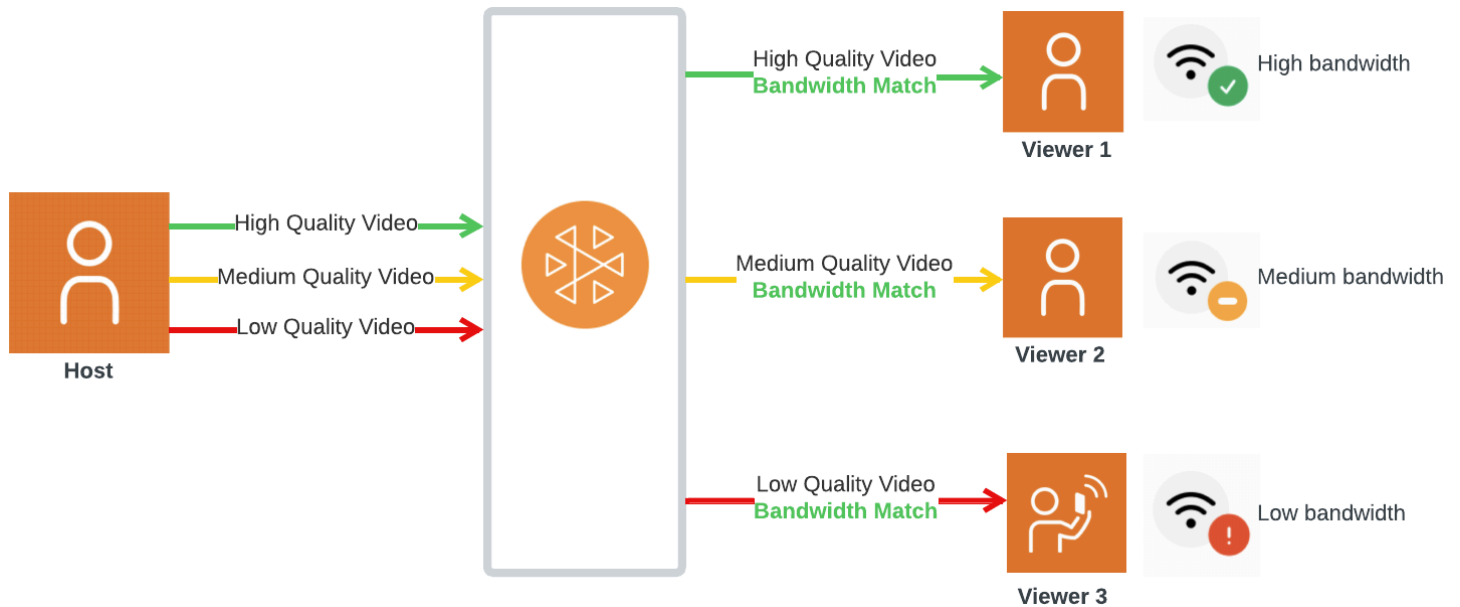 High Quality Video
Bandwidth Match
High bandwidth
Viewer 1
High Quality Video
Medium Quality Video
Low Quality Video
Host
Medium Quality Video
Bandwidth Match
Medium bandwidth
Viewer 2
Low Quality Video
Bandwidth Match
Low bandwidth
Viewer 3